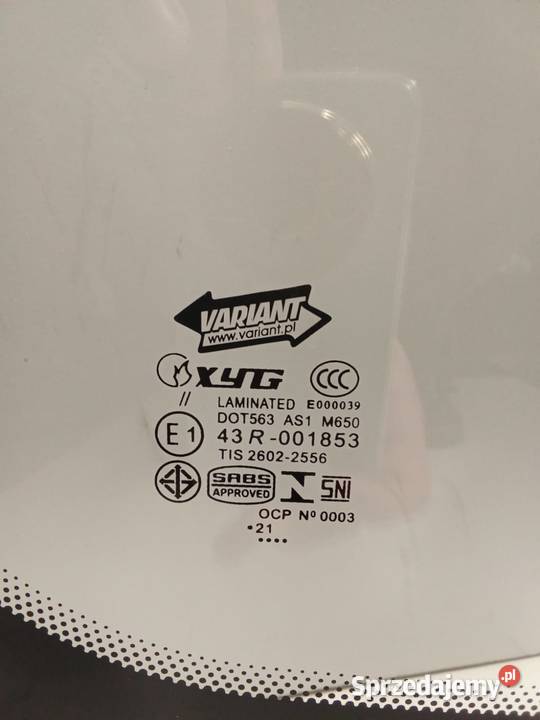 VARIANT
www.variant.pl
XYG CCC
// LAMINATED E000039
DOT563 AS1 M650
E1 43R-001853
TIS 2602-2556
SABS APPROVED N SNI
OCP Nº 0003
•21
••••
Sprzedajemy.pl